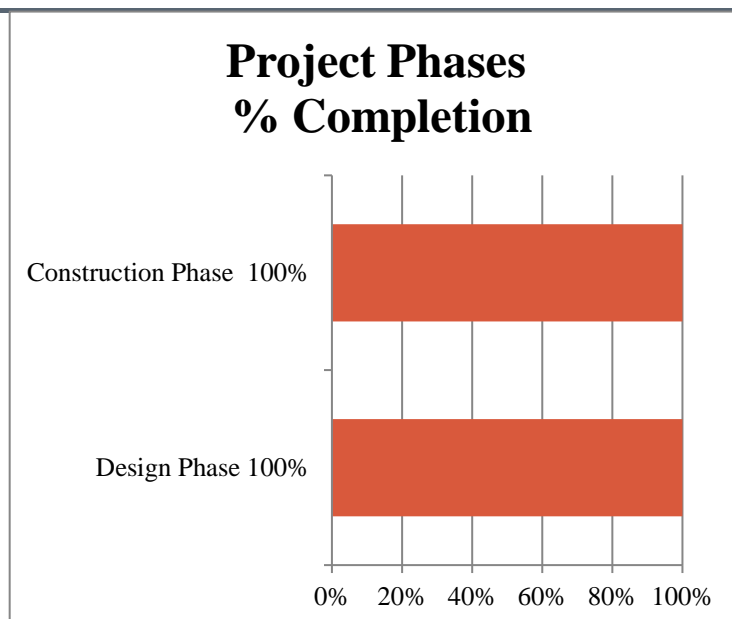 Project Phases
% Completion
Construction Phase 100%
Design Phase 100%
0% 20% 40% 60% 80% 100%